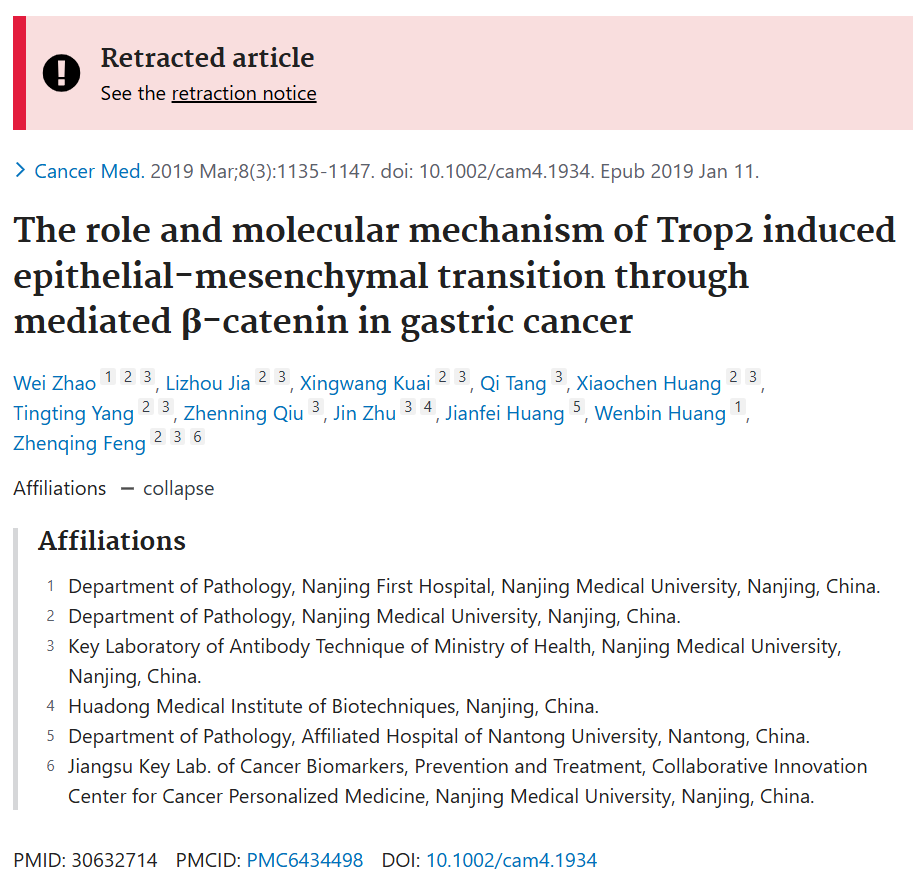 Retracted article
See the retraction notice
Cancer Med. 2019 Mar;8(3):1135-1147. doi: 10.1002/cam4.1934. Epub 2019 Jan 11.
The role and molecular mechanism of Trop2 induced
epithelial-mesenchymal transition through
mediated β-catenin in gastric cancer
Wei Zhao 1 2 3, Lizhou Jia 2 3, Xingwang Kuai 2 3, Qi Tang 3, Xiaochen Huang 2 3,
Tingting Yang 2 3, Zhenning Qiu 3, Jin Zhu 3 4, Jianfei Huang 5, Wenbin Huang 1,
Zhenqing Feng 2 3 6
Affiliations – collapse
Affiliations
1 Department of Pathology, Nanjing First Hospital, Nanjing Medical University, Nanjing, China.
2 Department of Pathology, Nanjing Medical University, Nanjing, China.
3 Key Laboratory of Antibody Technique of Ministry of Health, Nanjing Medical University,
Nanjing, China.
4 Huadong Medical Institute of Biotechniques, Nanjing, China.
5 Department of Pathology, Affiliated Hospital of Nantong University, Nantong, China.
6 Jiangsu Key Lab. of Cancer Biomarkers, Prevention and Treatment, Collaborative Innovation
Center for Cancer Personalized Medicine, Nanjing Medical University, Nanjing, China.
PMID: 30632714 PMCID: PMC6434498 DOI: 10.1002/cam4.1934